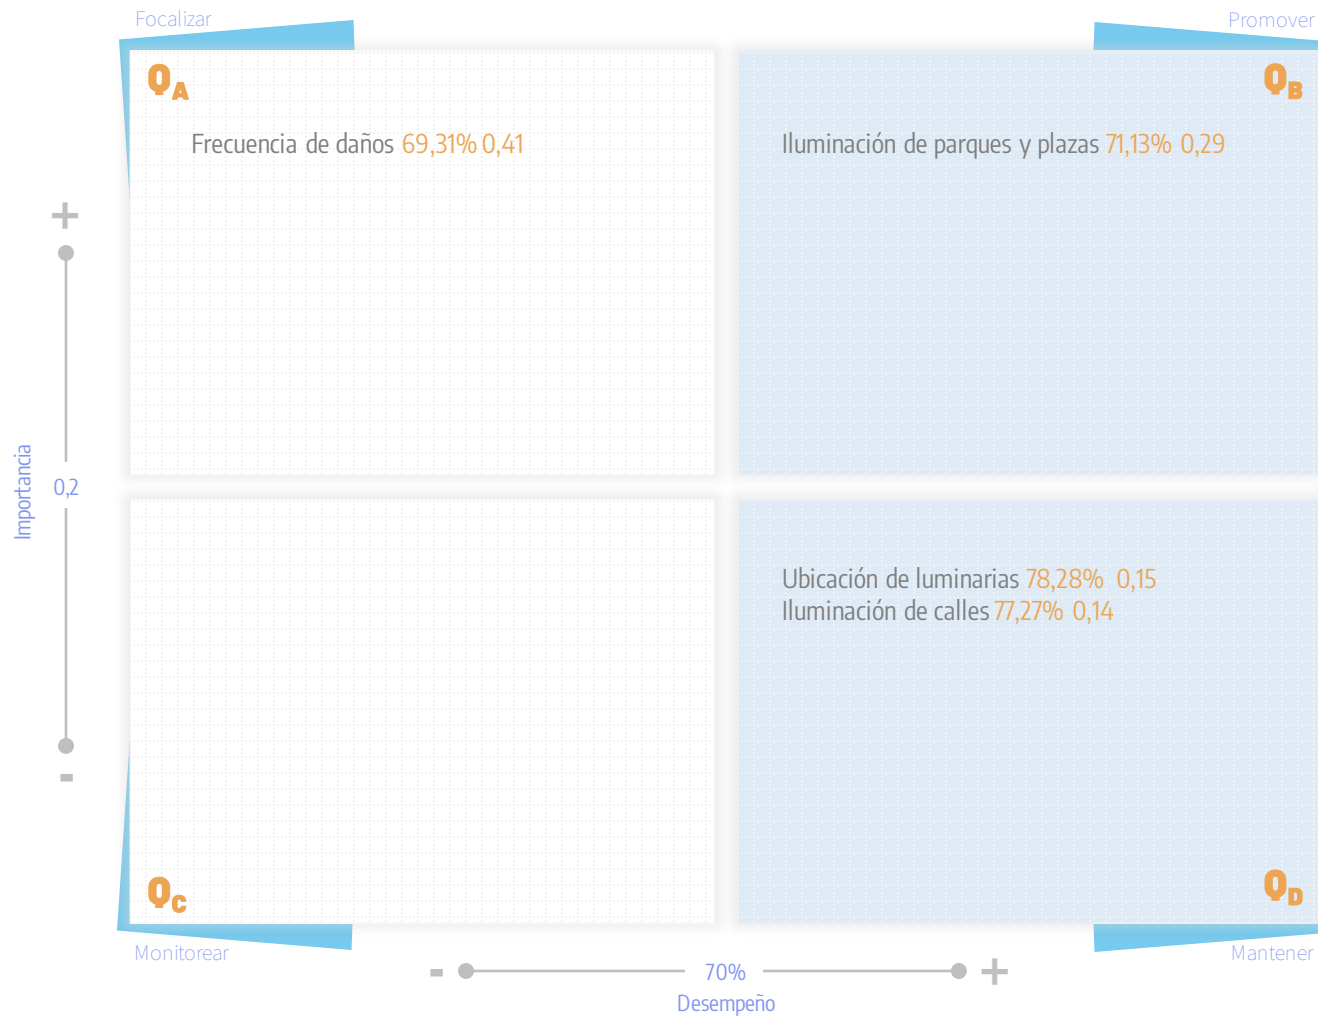 Focalizar
Promover
QA
QB
Frecuencia de daños 69,31% 0,41
Iluminación de parques y plazas 71,13% 0,29
+
Importancia
0,2
Ubicación de luminarias 78,28% 0,15
Iluminación de calles 77,27% 0,14
-
QC
QD
Monitorear
Mantener
- 70% +
Desempeño